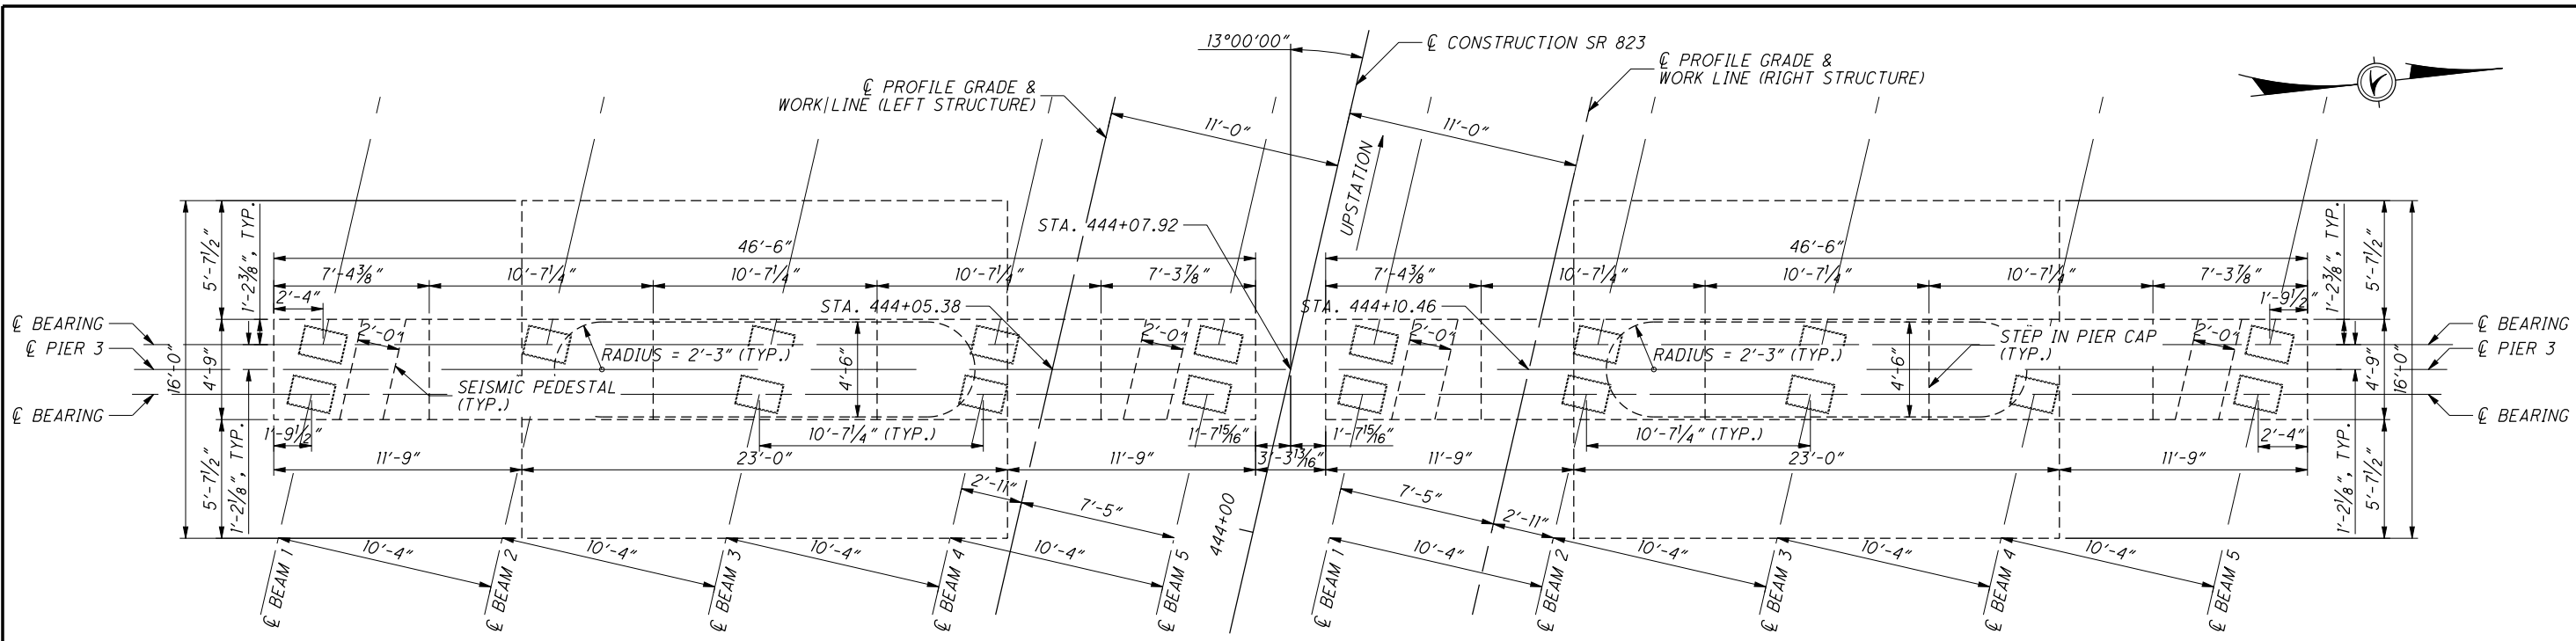 13°00'00"
℄ CONSTRUCTION SR 823
℄ PROFILE GRADE &
WORK LINE (RIGHT STRUCTURE)
℄ PROFILE GRADE &
WORK LINE (LEFT STRUCTURE)
11'-0"
11'-0"
UPSTATION
STA. 444+07.92
46'-6"
46'-6"
7'-4⅜"
10'-7¼"
10'-7¼"
10'-7¼"
7'-3⅞"
7'-4⅜"
10'-7¼"
10'-7¼"
10'-7¼"
7'-3⅞"
5'-7½"
1'-2⅜", TYP.
2'-4"
STA. 444+05.38
STA. 444+10.46
1'-9½"
1'-2⅜", TYP.
5'-7½"
℄ BEARING
℄ PIER 3
℄ BEARING
16'-0"
4'-9"
2'-0"
RADIUS = 2'-3" (TYP.)
SEISMIC PEDESTAL
(TYP.)
4'-6"
2'-0"
2'-0"
RADIUS = 2'-3" (TYP.)
4'-6"
STEP IN PIER CAP
(TYP.)
2'-0"
4'-9"
16'-0"
℄ BEARING
℄ PIER 3
℄ BEARING
1'-9½"
10'-7¼" (TYP.)
1'-715/16"
1'-715/16"
10'-7¼" (TYP.)
2'-4"
5'-7½"
1'-2⅛", TYP.
11'-9"
23'-0"
11'-9"
3'-3 13/16"
11'-9"
23'-0"
11'-9"
1'-2⅛", TYP.
5'-7½"
2'-11"
7'-5"
444+00
7'-5"
2'-11"
10'-4"
10'-4"
10'-4"
10'-4"
10'-4"
10'-4"
10'-4"
10'-4"
℄ BEAM 1
℄ BEAM 2
℄ BEAM 3
℄ BEAM 4
℄ BEAM 5
℄ BEAM 1
℄ BEAM 2
℄ BEAM 3
℄ BEAM 4
℄ BEAM 5